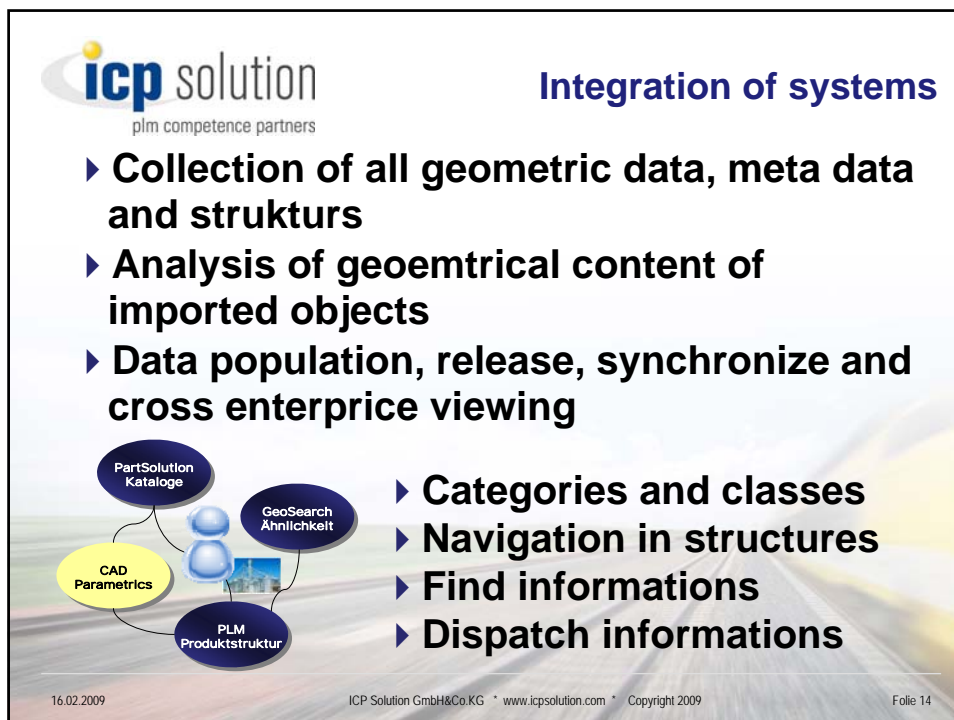 icp solution
plm competence partners
Integration of systems
Collection of all geometric data, meta data
and strukturs
Analysis of geoemtrical content of
imported objects
Data population, release, synchronize and
cross enterprice viewing
PartSolution
Kataloge
GeoSearch
Ähnlichkeit
CAD
Parametrics
PLM
Produktstruktur
Categories and classes
Navigation in structures
Find informations
Dispatch informations
16.02.2009
ICP Solution GmbH&Co.KG * www.icpsolution.com * Copyright 2009
Folie 14